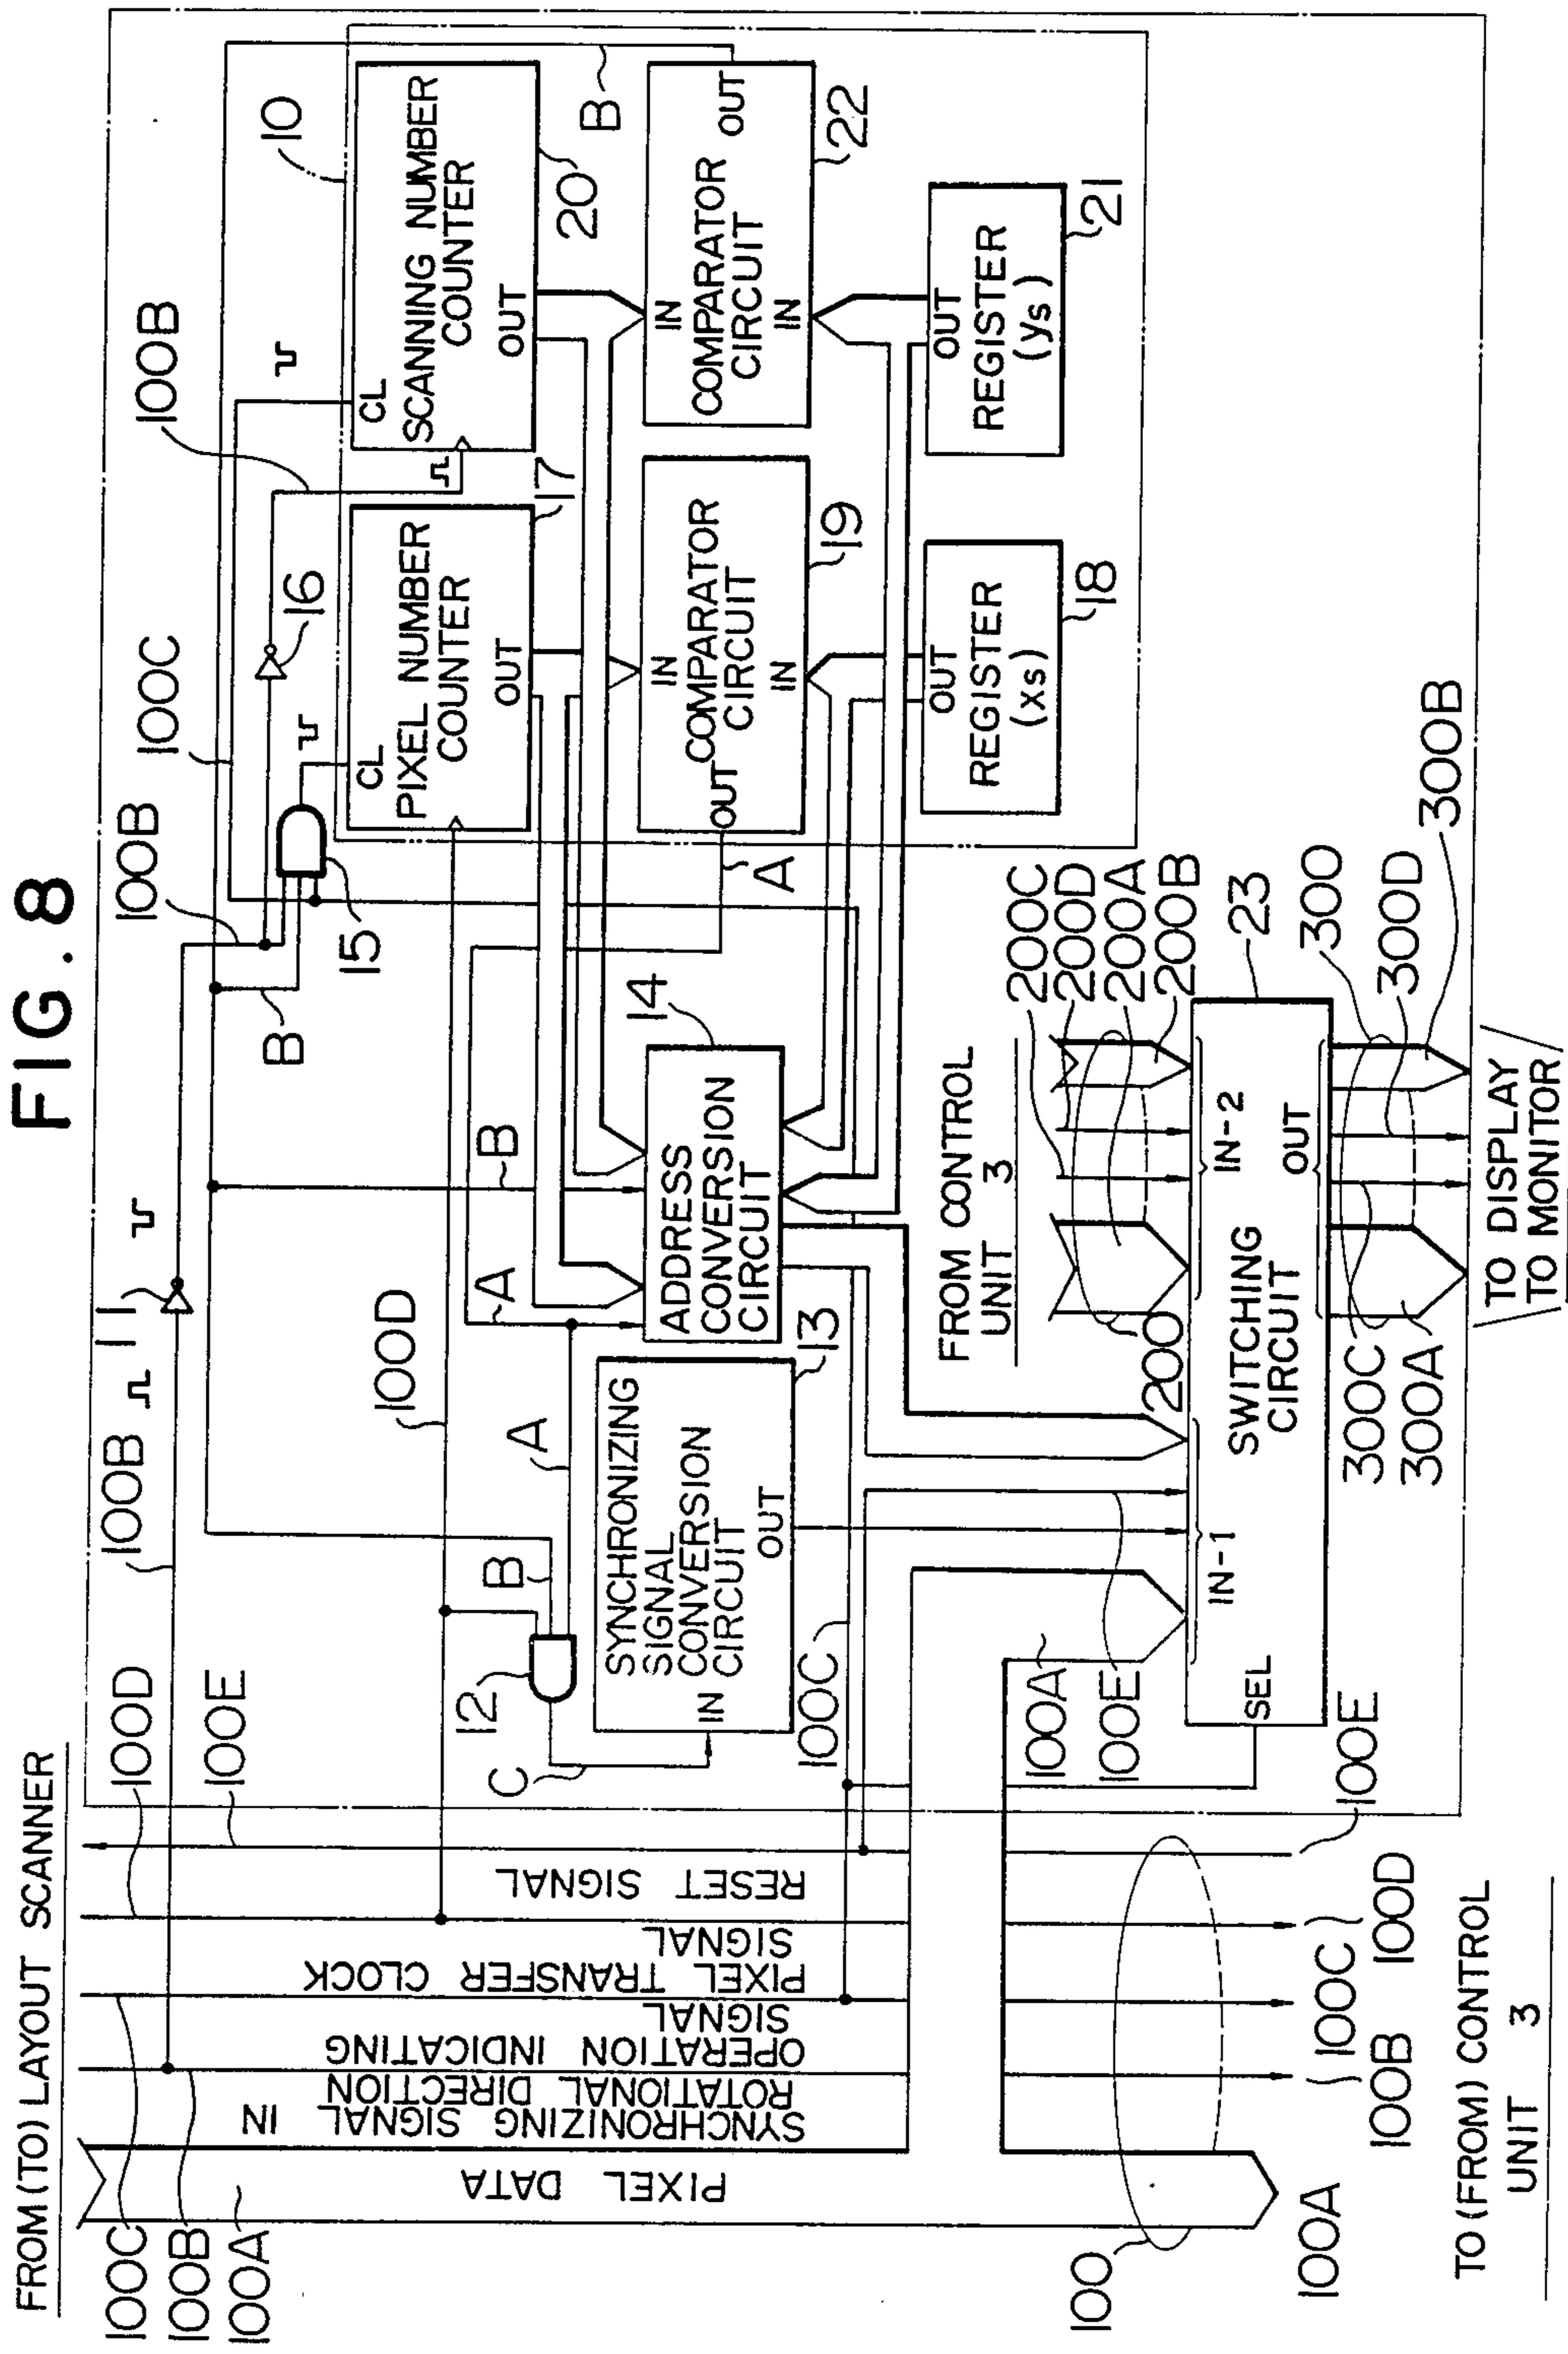 FIG. 8
FROM (TO) LAYOUT SCANNER
100C
100B
100A
100D
100E
PIXEL DATA
SYNCHRONIZING SIGNAL IN
ROTATIONAL DIRECTION
OPERATION INDICATING
SIGNAL
PIXEL TRANSFER CLOCK
SIGNAL
RESET SIGNAL
100
100A
100B
100C
100D
100E
TO (FROM) CONTROL
UNIT 3
100B
11
100B
100C
100B
10
B
15
16
B
CL
PIXEL NUMBER
COUNTER
OUT
17
CL
SCANNING NUMBER
COUNTER
OUT
20
100D
12
B
A
C
A
B
SYNCHRONIZING
SIGNAL
CONVERSION
CIRCUIT
IN
OUT
13
ADDRESS
CONVERSION
CIRCUIT
14
A
IN
OUT
COMPARATOR
CIRCUIT
IN
19
IN
COMPARATOR
CIRCUIT
IN
OUT
22
OUT
REGISTER
(xs)
18
OUT
REGISTER
(ys)
21
100C
100A
100E
FROM CONTROL
UNIT 3
200
200C
200D
200A
200B
IN-1
IN-2
SEL
SWITCHING
CIRCUIT
OUT
23
300C
300A
300
300D
300B
TO DISPLAY
TO MONITOR